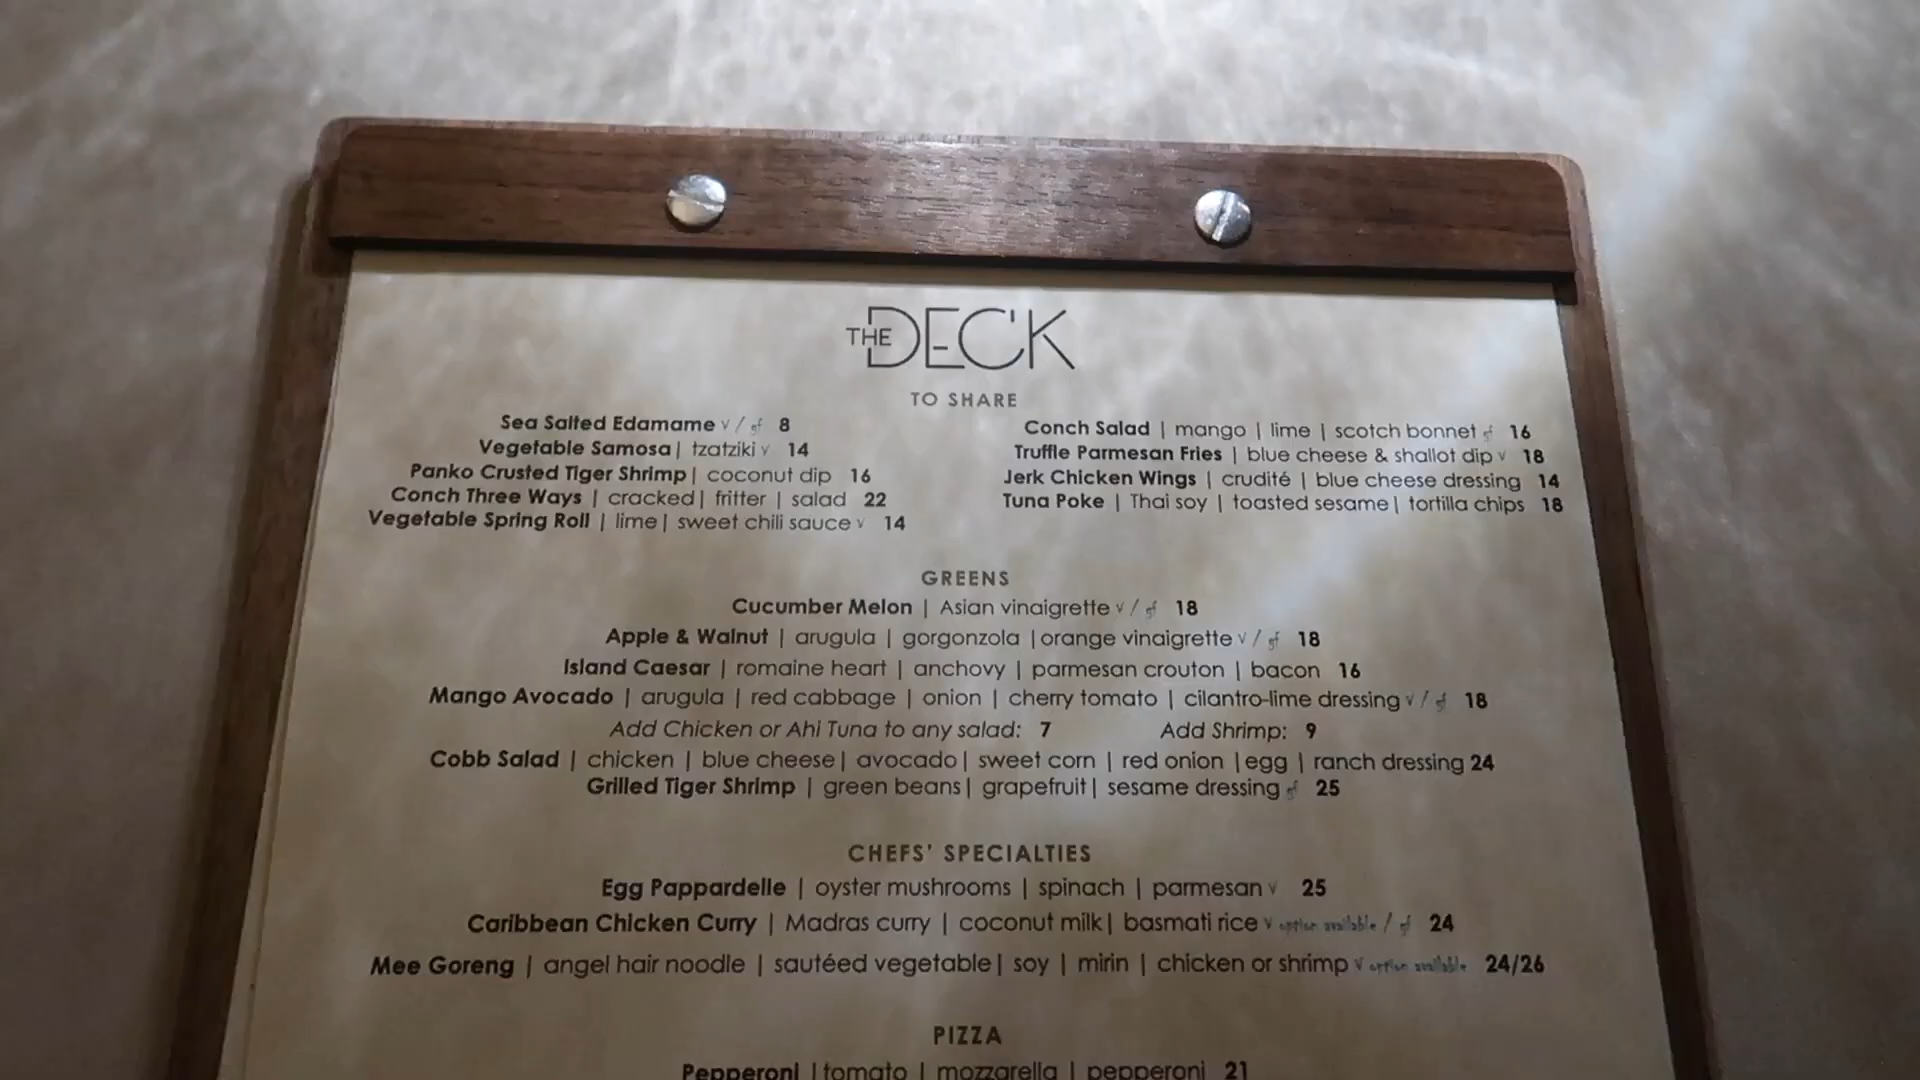 THE DECK
TO SHARE
Sea Salted Edamame v / gf 8
Vegetable Samosa | tzatziki v 14
Panko Crusted Tiger Shrimp | coconut dip 16
Conch Three Ways | cracked | fritter | salad 22
Vegetable Spring Roll | lime | sweet chili sauce v 14
Conch Salad | mango | lime | scotch bonnet gf 16
Truffle Parmesan Fries | blue cheese & shallot dip v 18
Jerk Chicken Wings | crudité | blue cheese dressing 14
Tuna Poke | Thai soy | toasted sesame | tortilla chips 18
GREENS
Cucumber Melon | Asian vinaigrette v / gf 18
Apple & Walnut | arugula | gorgonzola | orange vinaigrette v / gf 18
Island Caesar | romaine heart | anchovy | parmesan crouton | bacon 16
Mango Avocado | arugula | red cabbage | onion | cherry tomato | cilantro-lime dressing v / gf 18
Add Chicken or Ahi Tuna to any salad: 7 Add Shrimp: 9
Cobb Salad | chicken | blue cheese | avocado | sweet corn | red onion | egg | ranch dressing 24
Grilled Tiger Shrimp | green beans | grapefruit | sesame dressing gf 25
CHEFS' SPECIALTIES
Egg Pappardelle | oyster mushrooms | spinach | parmesan v 25
Caribbean Chicken Curry | Madras curry | coconut milk | basmati rice v option available / gf 24
Mee Goreng | angel hair noodle | sautéed vegetable | soy | mirin | chicken or shrimp v option available 24/26
PIZZA
Pepperoni | tomato | mozzarella | pepperoni 21